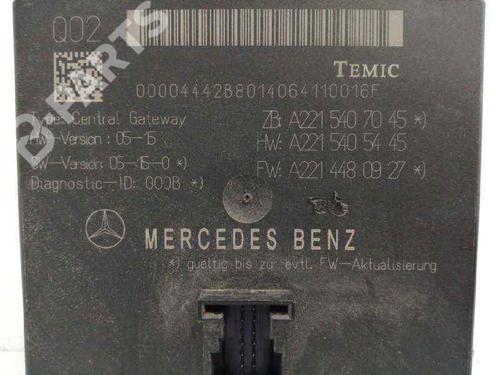 Q02
TEMIC
00004442B8014064110016F
Type: Central Gateway
ZB: A221 540 70 45 *)
HW-Version : 05-15
HW: A221 540 54 45
SW-Version: 05-15-0 *)
FW: A221 448 09 27 *)
Diagnostic-ID: 000B *)
MERCEDES BENZ
*) gueltig bis zur evtl. FW-Aktualisierung
B-PARTS